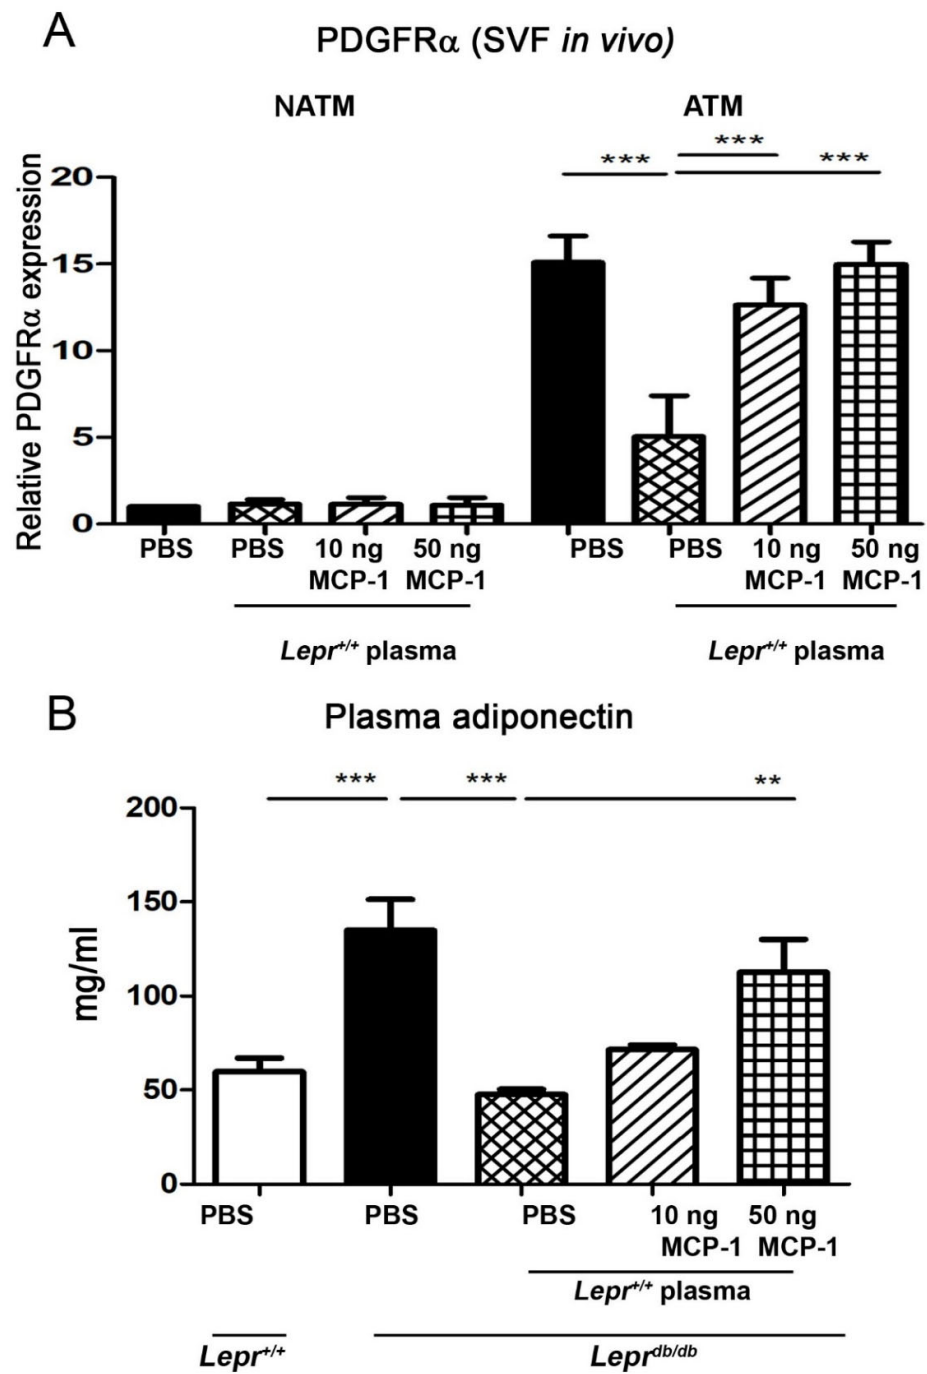 A
PDGFRα (SVF in vivo)
NATM
ATM
***
***
***
Relative PDGFRα expression
20
15
10
5
0
PBS PBS 10 ng 50 ng PBS PBS 10 ng 50 ng
MCP-1 MCP-1 MCP-1 MCP-1
Lepr+/+ plasma
Lepr+/+ plasma
B
Plasma adiponectin
*** *** **
mg/ml
200
150
100
50
0
PBS PBS PBS 10 ng 50 ng
MCP-1 MCP-1
Lepr+/+ plasma
Lepr+/+
Leprdb/db